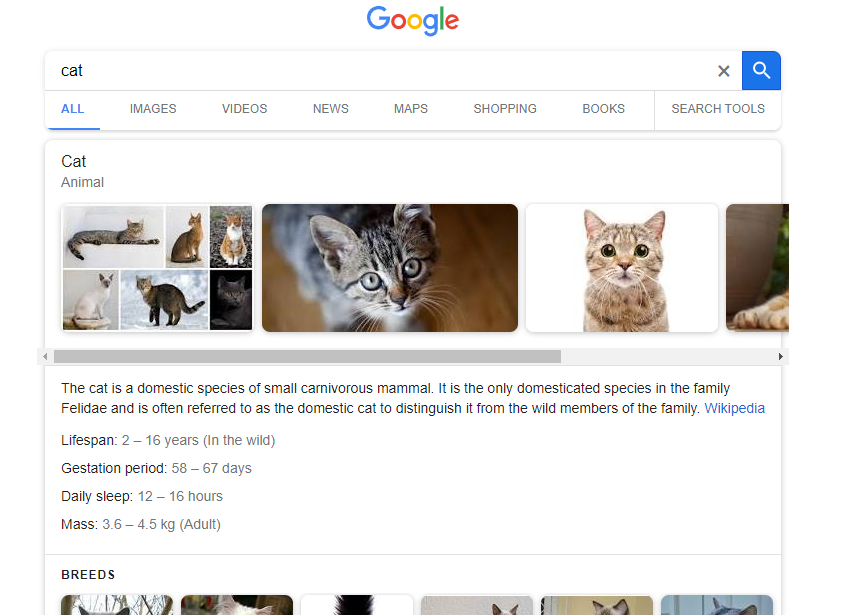 Google
cat
ALL IMAGES VIDEOS NEWS MAPS SHOPPING BOOKS SEARCH TOOLS
Cat
Animal
The cat is a domestic species of small carnivorous mammal. It is the only domesticated species in the family
Felidae and is often referred to as the domestic cat to distinguish it from the wild members of the family. Wikipedia
Lifespan: 2 – 16 years (In the wild)
Gestation period: 58 – 67 days
Daily sleep: 12 – 16 hours
Mass: 3.6 – 4.5 kg (Adult)
BREEDS